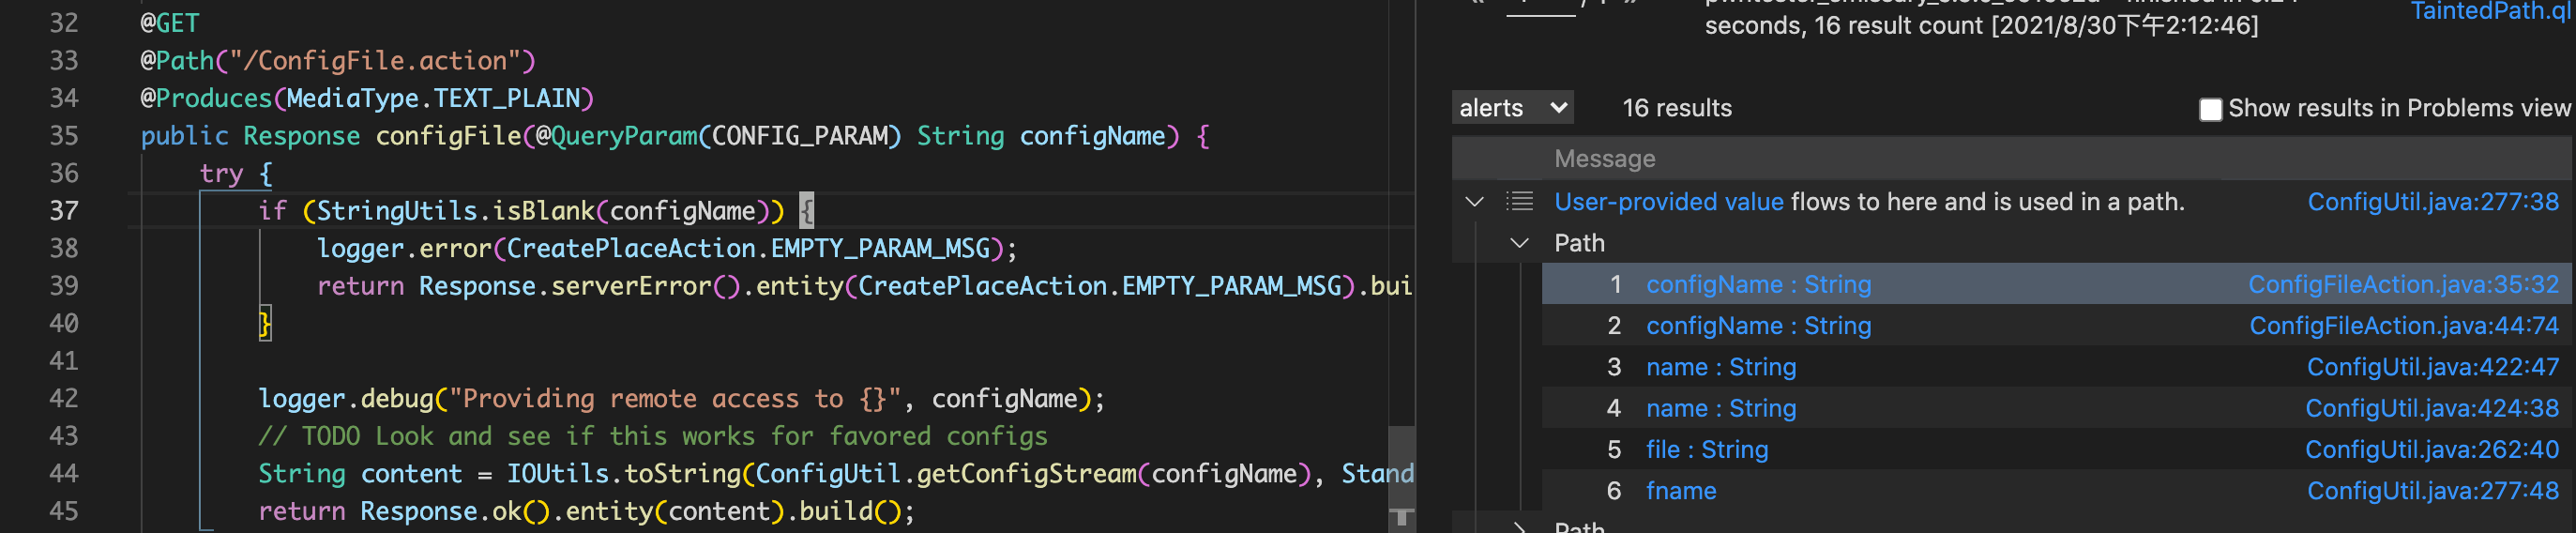 32 @GET
33 @Path("/ConfigFile.action")
34 @Produces(MediaType.TEXT_PLAIN)
35 public Response configFile(@QueryParam(CONFIG_PARAM) String configName) {
36 try {
37 if (StringUtils.isBlank(configName)) {
38 logger.error(CreatePlaceAction.EMPTY_PARAM_MSG);
39 return Response.serverError().entity(CreatePlaceAction.EMPTY_PARAM_MSG).bui
40 }
41
42 logger.debug("Providing remote access to {}", configName);
43 // TODO Look and see if this works for favored configs
44 String content = IOUtils.toString(ConfigUtil.getConfigStream(configName), Stand
45 return Response.ok().entity(content).build();
TaintedPath.ql
seconds, 16 result count [2021/8/30下午2:12:46]
alerts 16 results Show results in Problems view
Message
User-provided value flows to here and is used in a path. ConfigUtil.java:277:38
Path
1 configName : String ConfigFileAction.java:35:32
2 configName : String ConfigFileAction.java:44:74
3 name : String ConfigUtil.java:422:47
4 name : String ConfigUtil.java:424:38
5 file : String ConfigUtil.java:262:40
6 fname ConfigUtil.java:277:48
Path